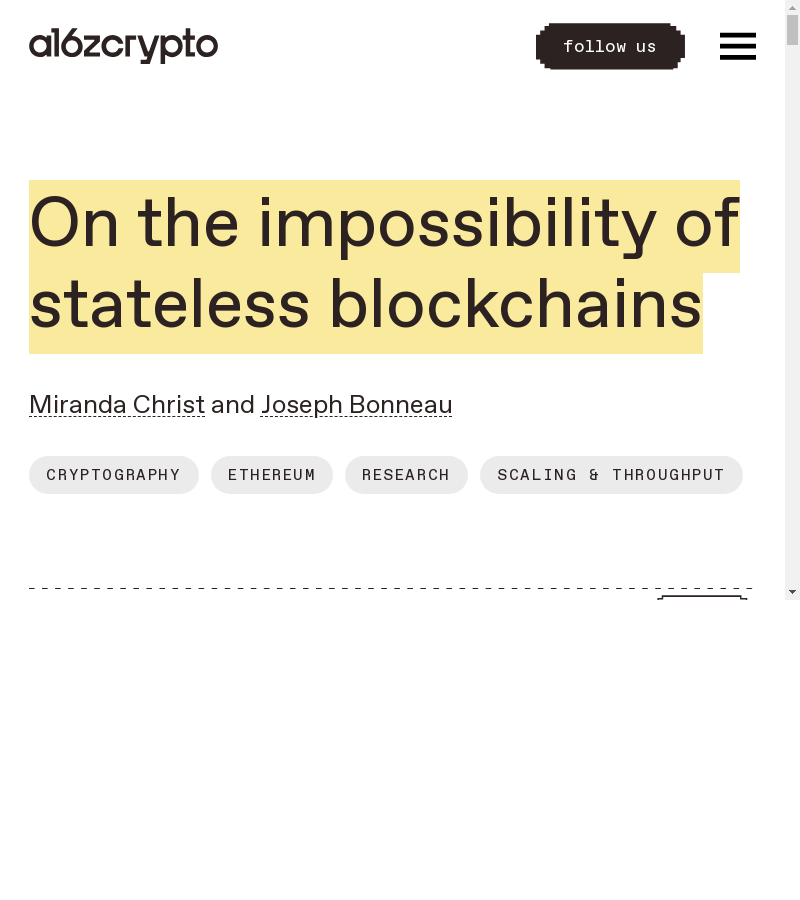 a16zcrypto
follow us
On the impossibility of
stateless blockchains
Miranda Christ and Joseph Bonneau
CRYPTOGRAPHY ETHEREUM RESEARCH SCALING & THROUGHPUT